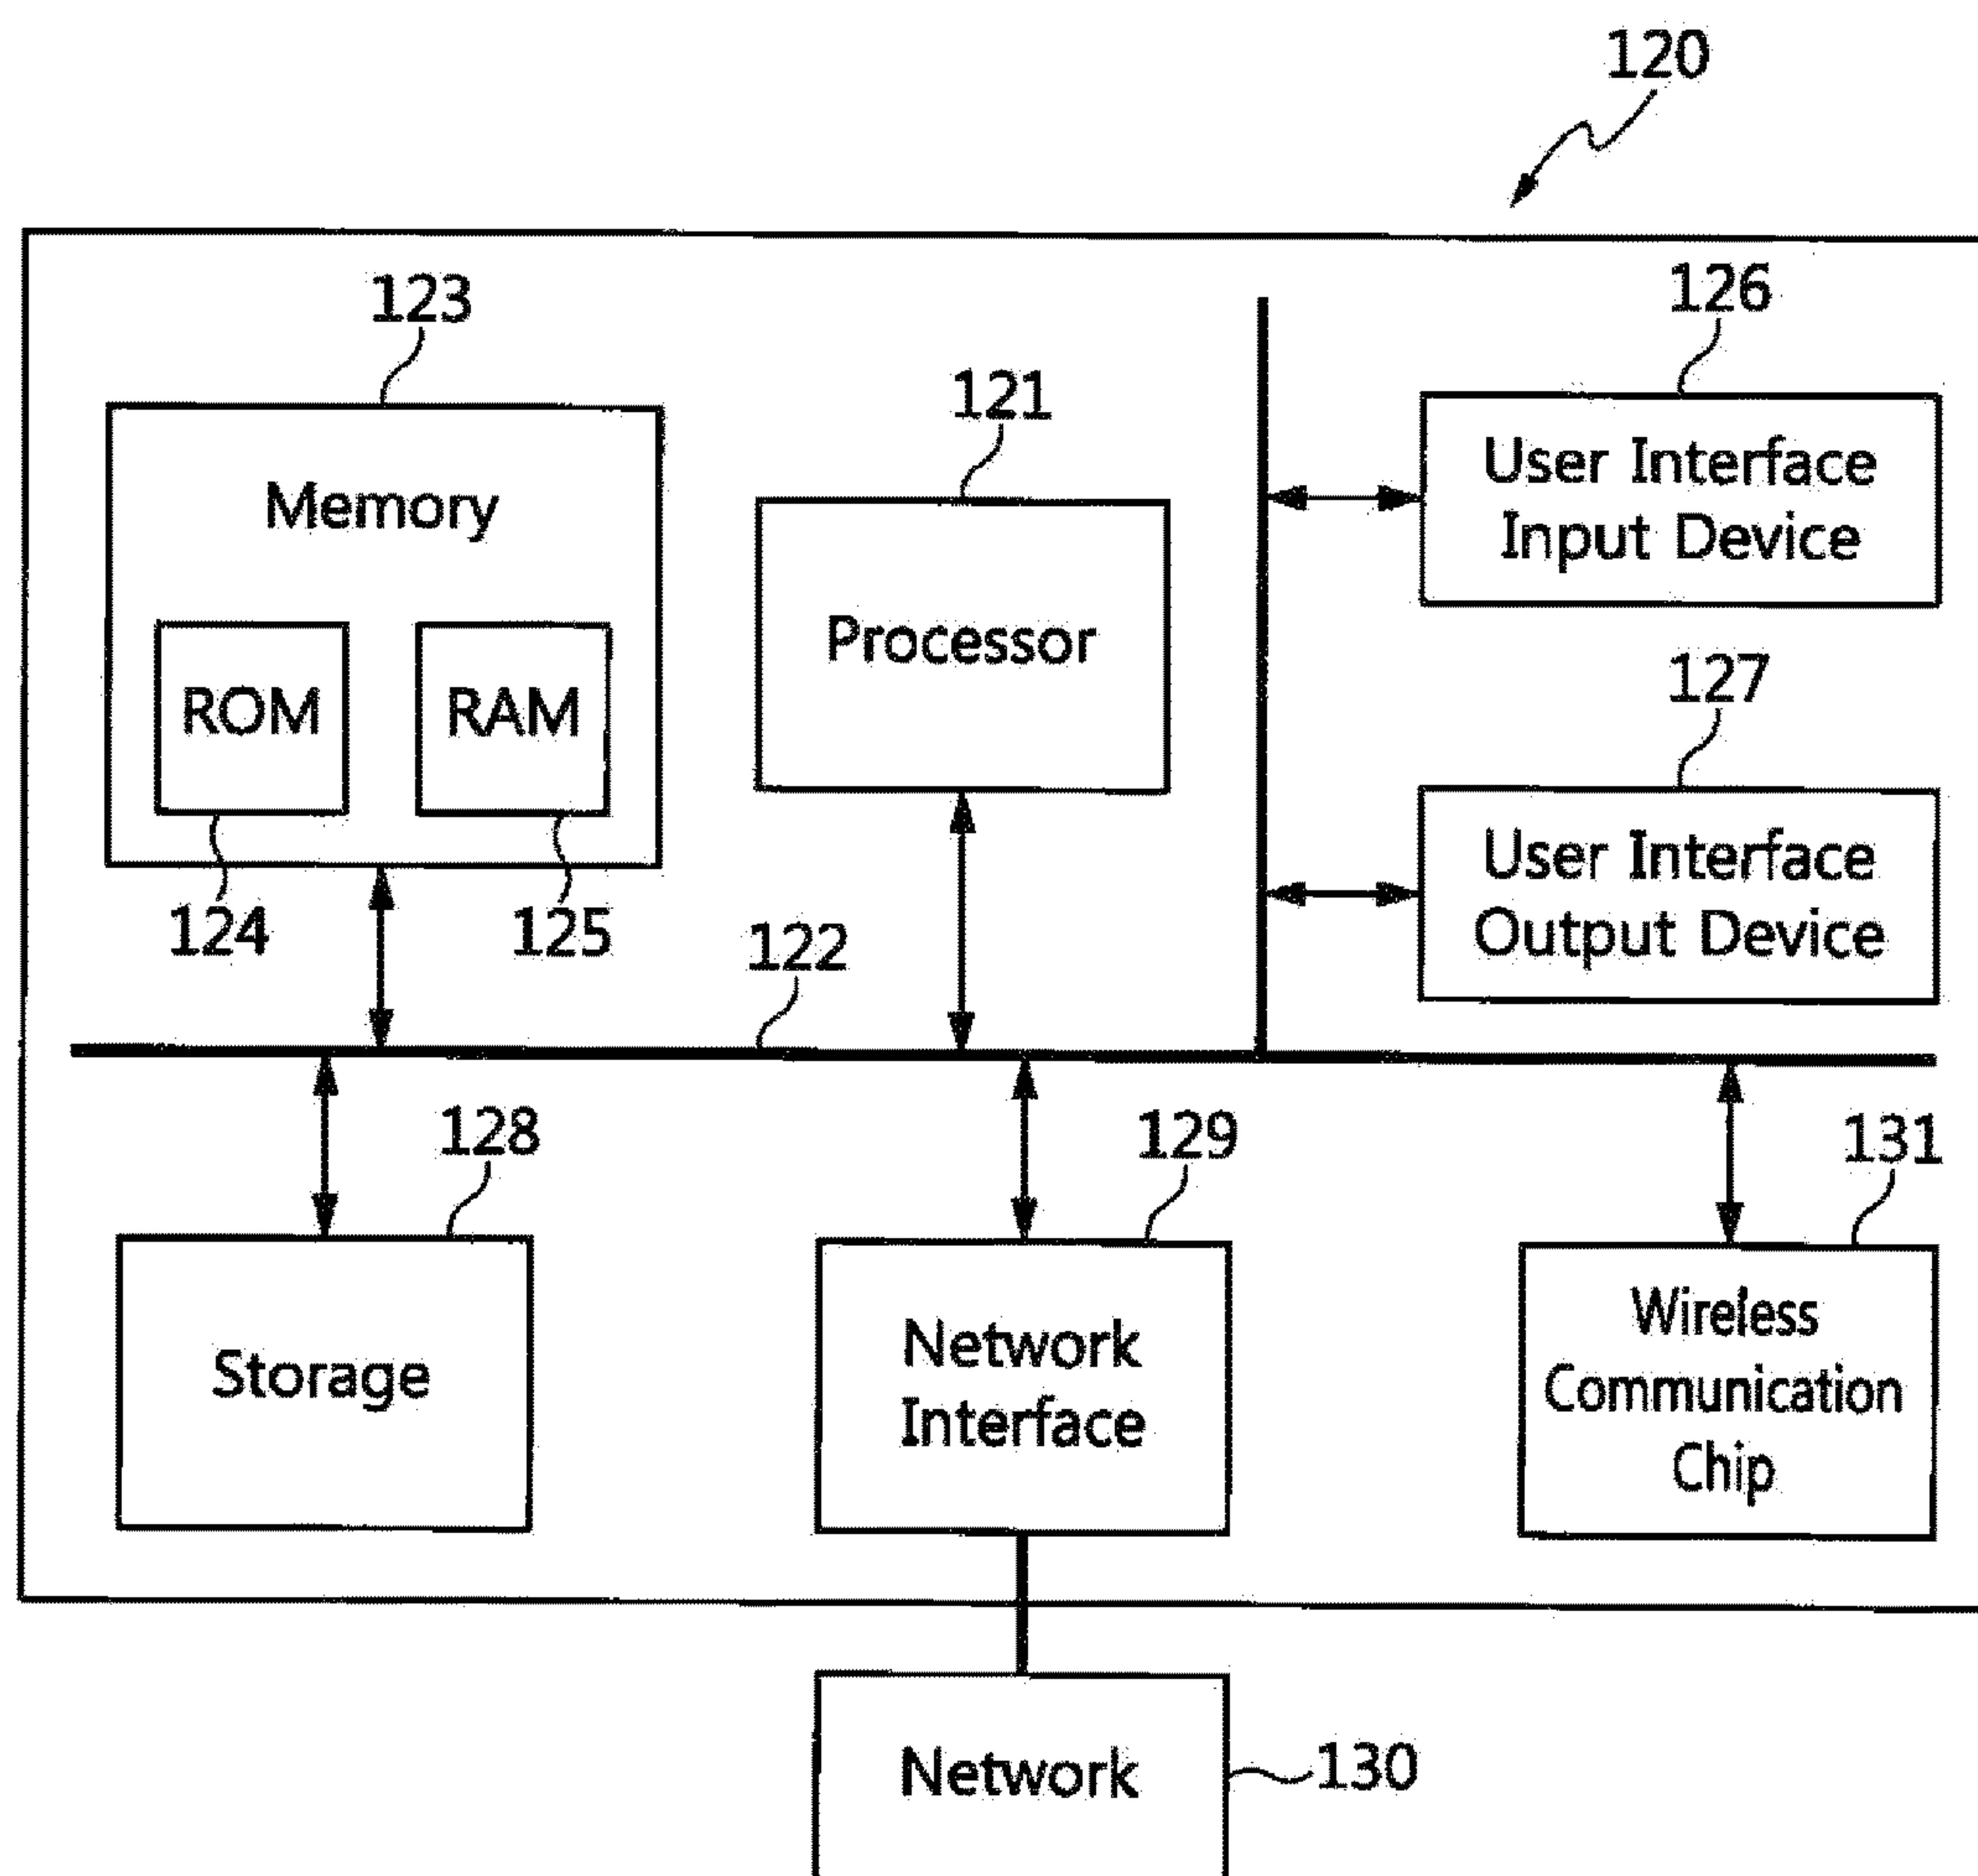 120
123
126
121
Memory
User Interface
Input Device
Processor
ROM
RAM
127
User Interface
Output Device
124
125
122
128
129
131
Storage
Network
Interface
Wireless
Communication
Chip
Network
130